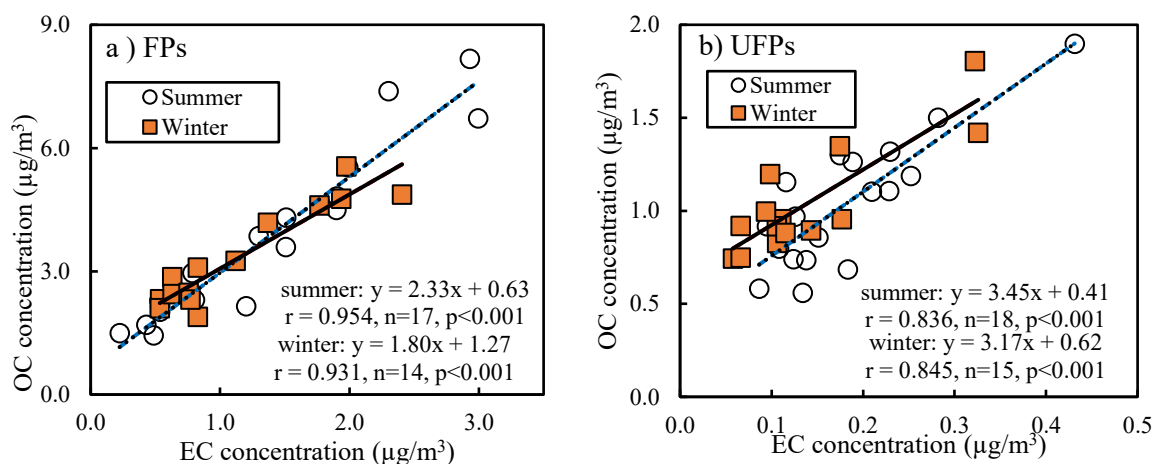 a ) FPs
Summer
Winter
OC concentration (µg/m³)
9.0
6.0
3.0
0.0
summer: y = 2.33x + 0.63
r = 0.954, n=17, p<0.001
winter: y = 1.80x + 1.27
r = 0.931, n=14, p<0.001
0.0 1.0 2.0 3.0
EC concentration (µg/m³)
b) UFPs
Summer
Winter
OC concentration (µg/m³)
2.0
1.5
1.0
0.5
0.0
summer: y = 3.45x + 0.41
r = 0.836, n=18, p<0.001
winter: y = 3.17x + 0.62
r = 0.845, n=15, p<0.001
0.0 0.1 0.2 0.3 0.4 0.5
EC concentration (µg/m³)